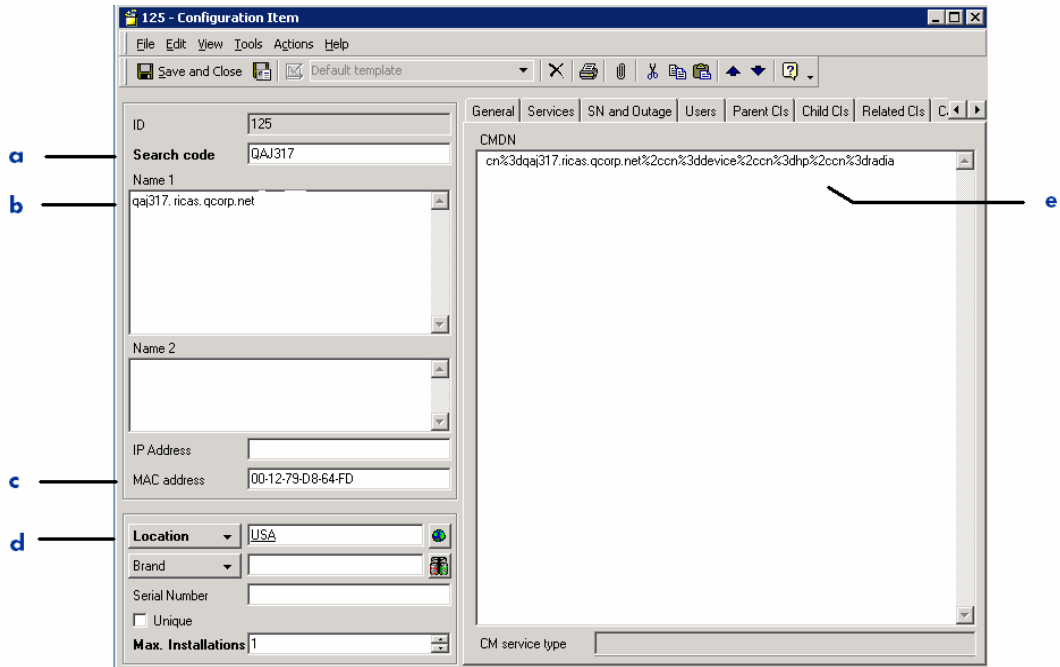 125 - Configuration Item
File Edit View Tools Actions Help
Save and Close Default template
ID 125
a
Search code QAJ317
Name 1
b
qaj317. ricas. qcorp.net
Name 2
IP Address
c
MAC address 00-12-79-D8-64-FD
d
Location USA
Brand
Serial Number
Unique
Max. Installations 1
General Services SN and Outage Users Parent CIs Child CIs Related CIs
CMDN
cn%3dqaj317.ricas.qcorp.net%2ccn%3ddevice%2ccn%3dhp%2ccn%3dradia
e
CM service type